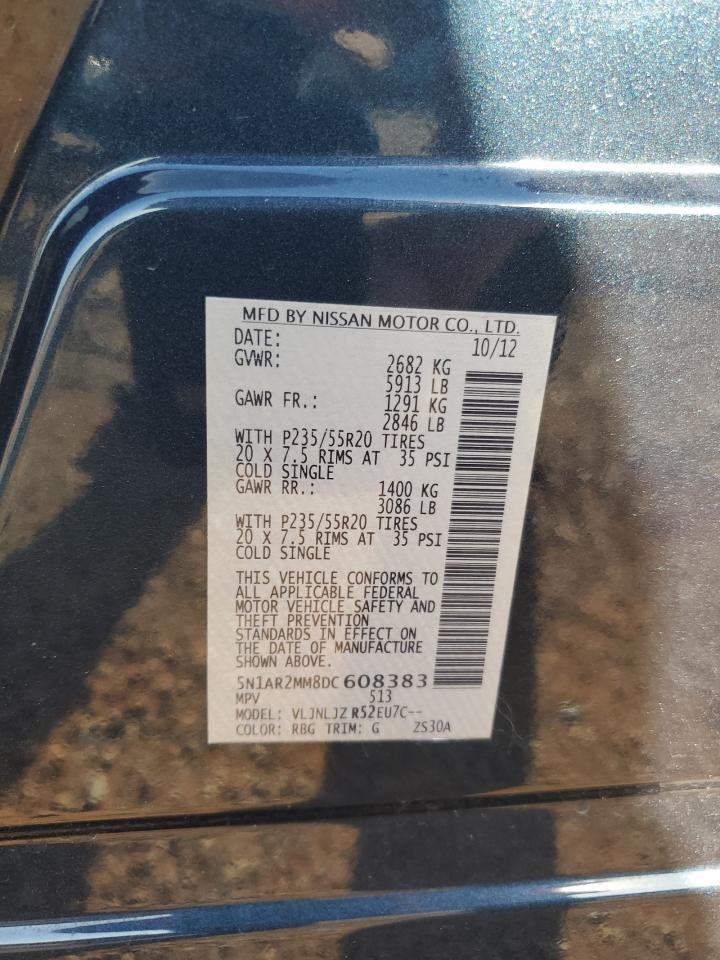 MFD BY NISSAN MOTOR CO., LTD.
DATE: 10/12
GVWR: 2682 KG
5913 LB
GAWR FR.: 1291 KG
2846 LB
WITH P235/55R20 TIRES
20 X 7.5 RIMS AT 35 PSI
COLD SINGLE
GAWR RR.: 1400 KG
3086 LB
WITH P235/55R20 TIRES
20 X 7.5 RIMS AT 35 PSI
COLD SINGLE
THIS VEHICLE CONFORMS TO
ALL APPLICABLE FEDERAL
MOTOR VEHICLE SAFETY AND
THEFT PREVENTION
STANDARDS IN EFFECT ON
THE DATE OF MANUFACTURE
SHOWN ABOVE.
5N1AR2MM8DC608383
MPV 513
MODEL: VLJNLJZ R52EU7C--
COLOR: RBG TRIM: G ZS30A